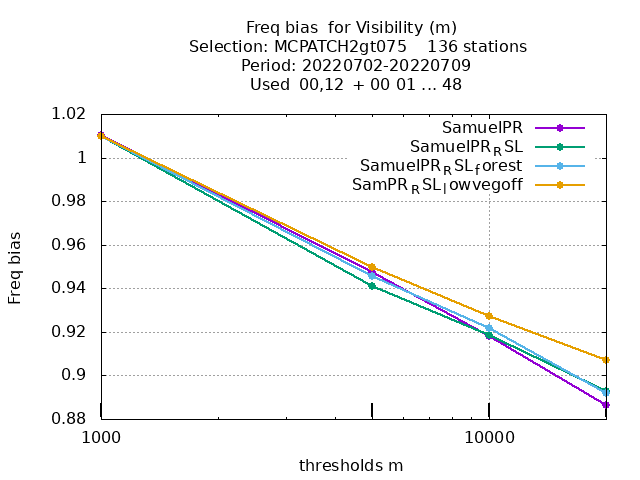 Freq bias for Visibility (m)
Selection: MCPATCH2gt075 136 stations
Period: 20220702-20220709
Used 00,12 + 00 01 ... 48
1.02
1
0.98
0.96
0.94
0.92
0.9
0.88
Freq bias
SamuelPR
SamuelPR_RSL
SamuelPR_RSL_forest
SamPR_RSL_lowvegoff
1000
10000
thresholds m